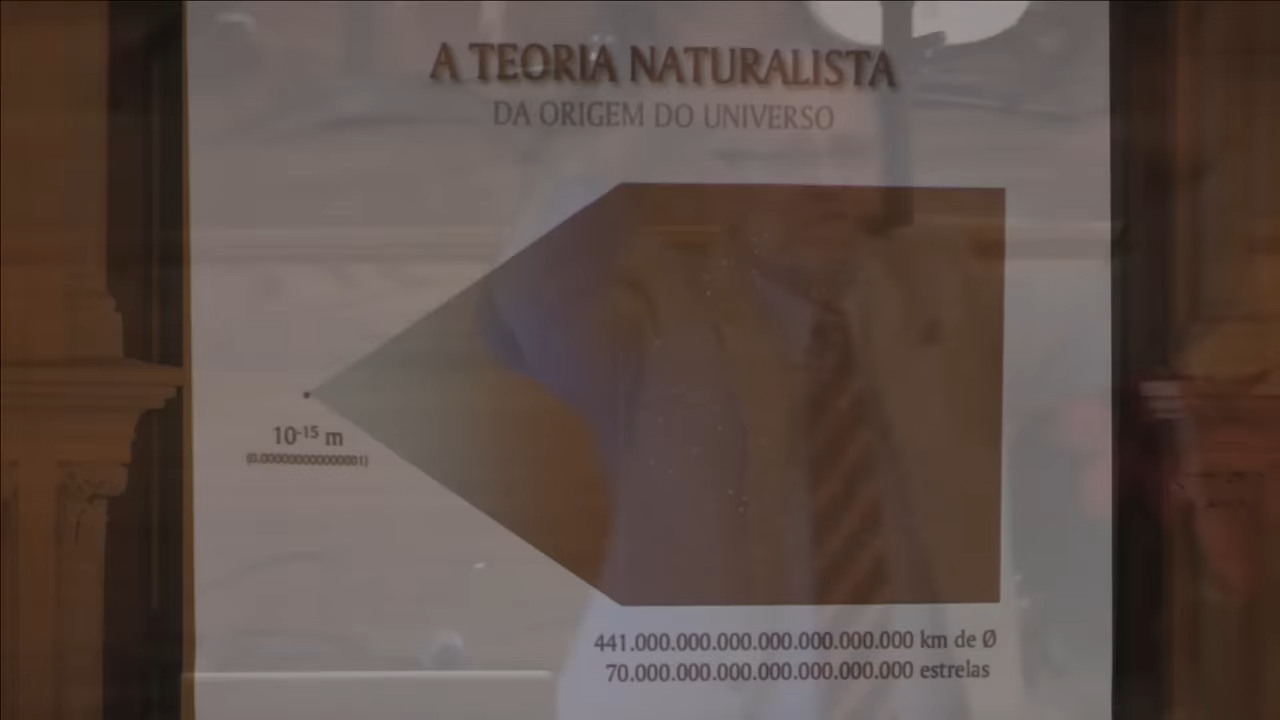 A TEORIA NATURALISTA
DA ORIGEM DO UNIVERSO
10⁻¹⁵ m
(0.000000000000001)
441.000.000.000.000.000.000.000 km de Ø
70.000.000.000.000.000.000.000 estrelas